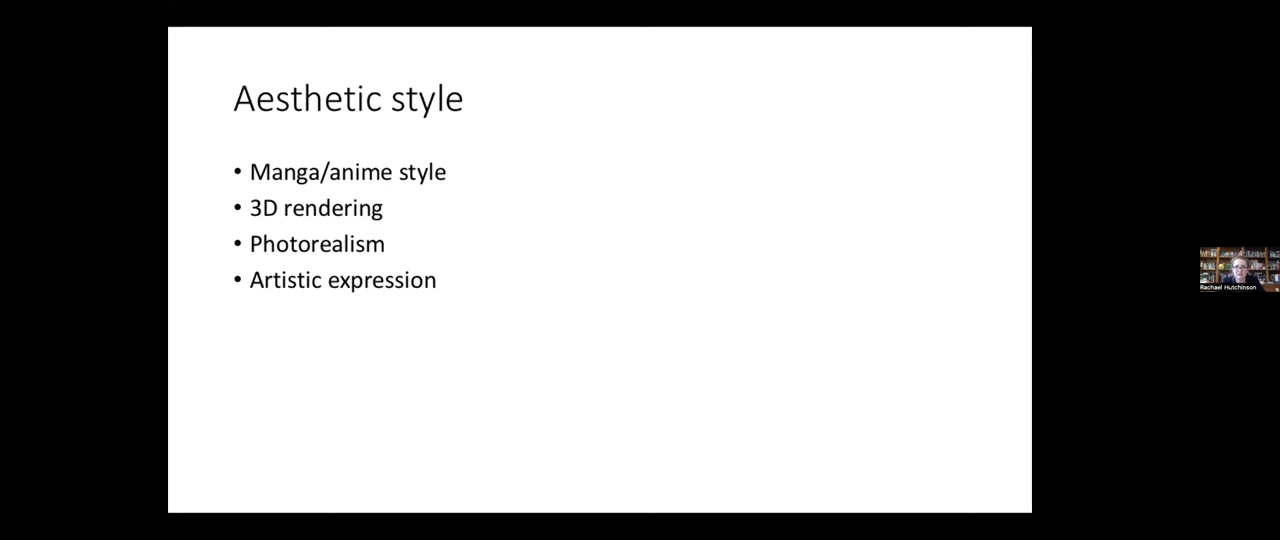 Aesthetic style
• Manga/anime style
• 3D rendering
• Photorealism
• Artistic expression
Rachael Hutchinson